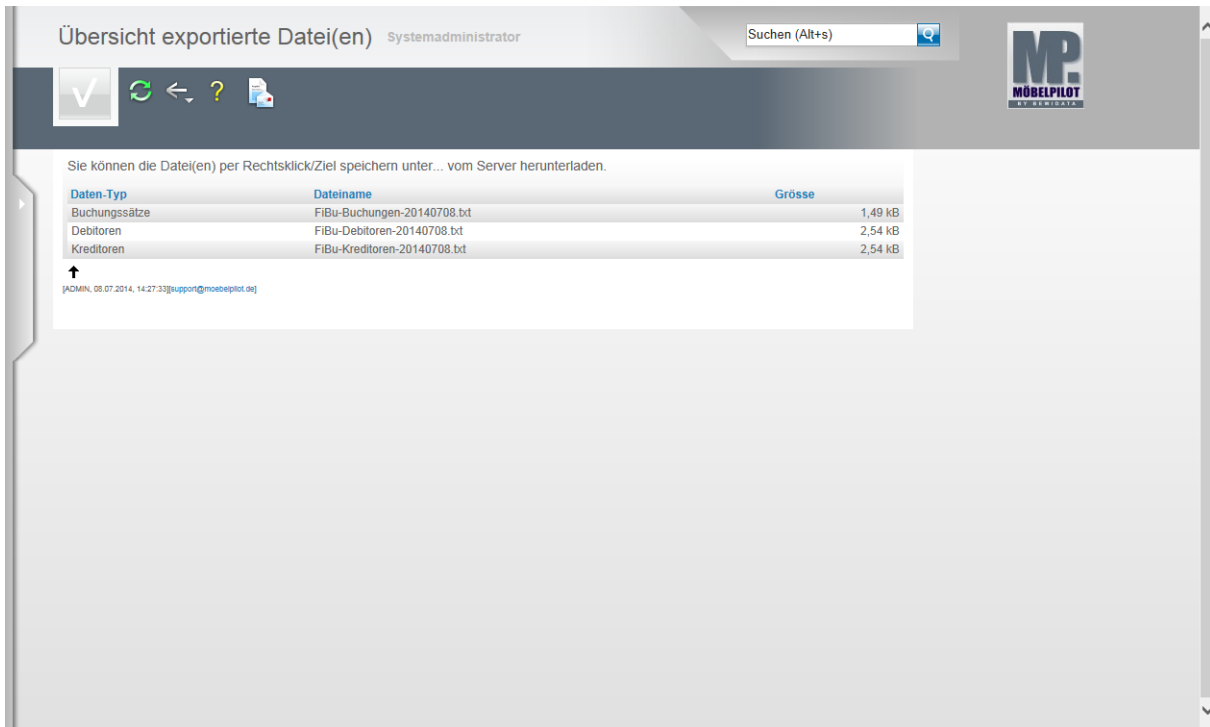 Übersicht exportierte Datei(en) Systemadministrator
Suchen (Alt+s)
MP.
MÖBELPILOT
BY BEWIDATA
Sie können die Datei(en) per Rechtsklick/Ziel speichern unter... vom Server herunterladen.
Daten-Typ Dateiname Grösse
Buchungssätze FiBu-Buchungen-20140708.txt 1,49 kB
Debitoren FiBu-Debitoren-20140708.txt 2,54 kB
Kreditoren FiBu-Kreditoren-20140708.txt 2,54 kB
[ADMIN, 08.07.2014, 14:27:33][support@moebelpilot.de]